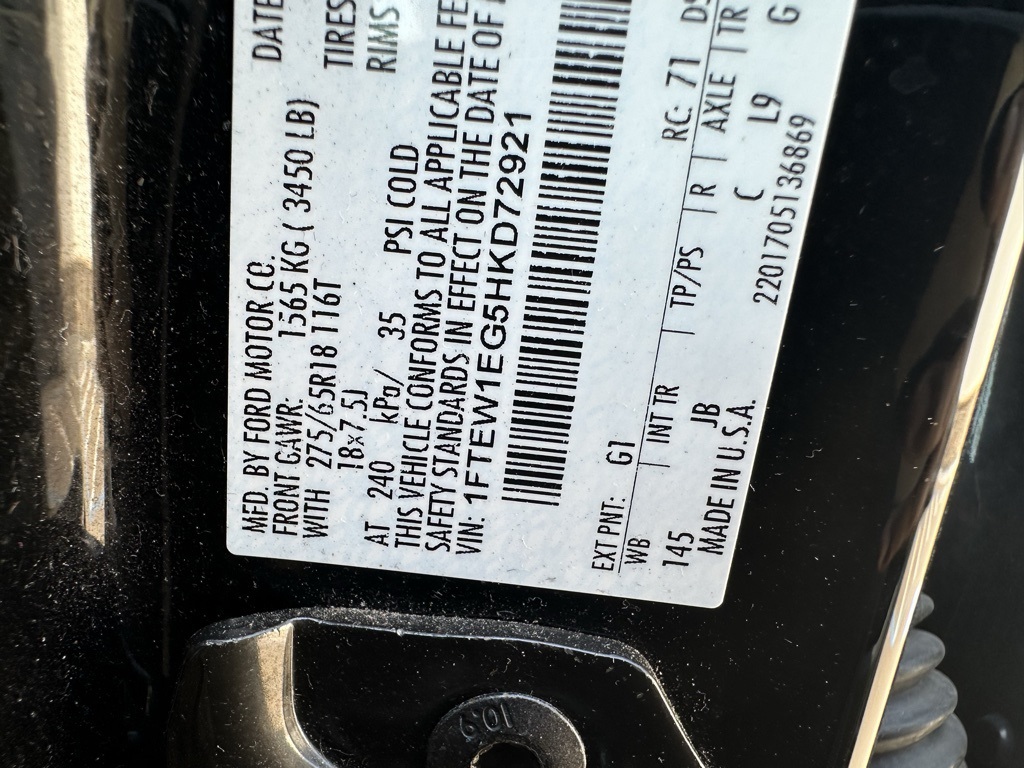 MFD. BY FORD MOTOR CO.
DATE
FRONT GAWR: 1565 KG ( 3450 LB)
WITH 275/65R18 116T
TIRES
18x7.5J
RIMS
AT 240 kPa/ 35 PSI COLD
THIS VEHICLE CONFORMS TO ALL APPLICABLE FE
SAFETY STANDARDS IN EFFECT ON THE DATE OF
VIN: 1FTEW1EG5HKD72921
EXT PNT: G1 RC: 71 DS
WB | INT TR | TP/PS | R | AXLE | TR
145 JB C L9 G
MADE IN U.S.A. 2201705136869
10.9